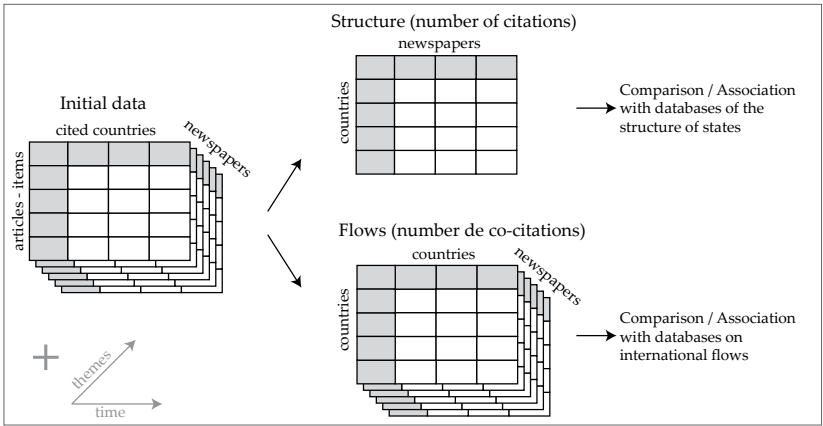 Structure (number of citations)
newspapers
countries
Comparison / Association
with databases of the
structure of states
Initial data
cited countries
newspapers
articles - items
Flows (number de co-citations)
countries
newspapers
countries
Comparison / Association
with databases on
international flows
+
themes
time